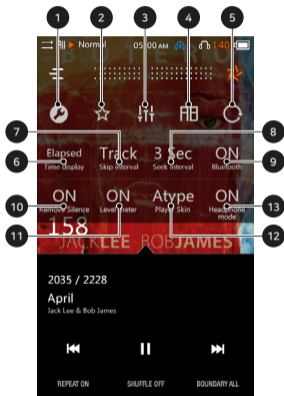 1 2 3 4 5
Normal 05:00 AM 140
7 8
Elapsed Track 3 Sec ON
6 Time display Skip interval Seek interval Bluetooth 9
10 ON ON Atype ON 13
Remove Silence Level meter Player Skin Headphone mode
158
11 12
JACKLEE · BOBJAMES
2035 / 2228
April
Jack Lee & Bob James
REPEAT ON SHUFFLE OFF BOUNDARY ALL